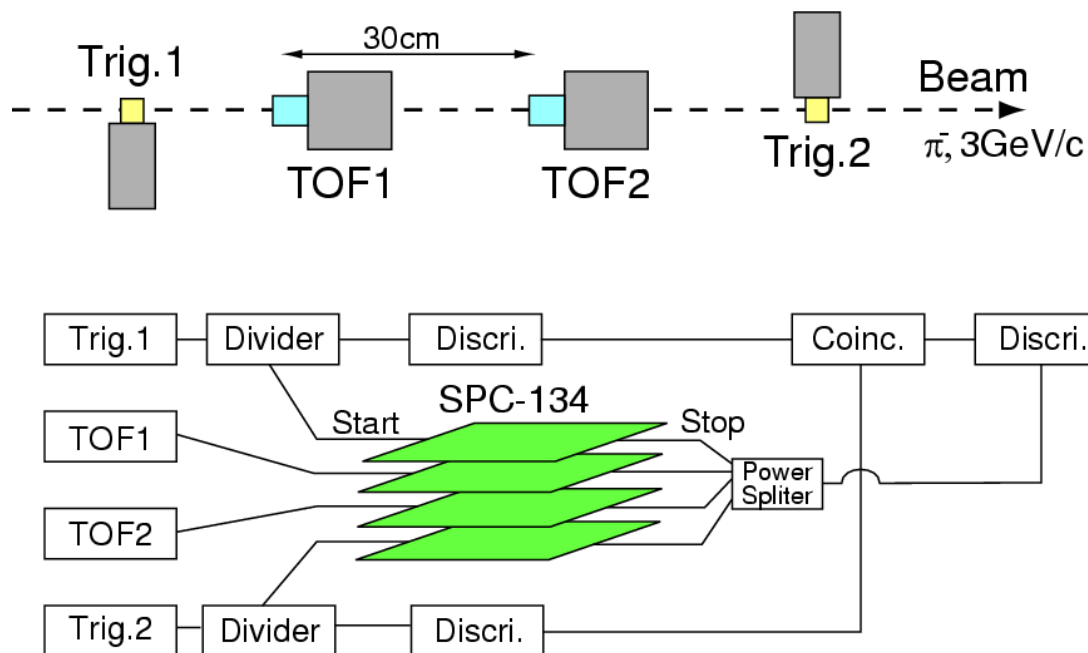 30cm
Trig.1
Beam
TOF1
TOF2
Trig.2
π⁻, 3GeV/c
Trig.1
Divider
Discri.
Coinc.
Discri.
SPC-134
Start
Stop
TOF1
Power
Spliter
TOF2
Trig.2
Divider
Discri.